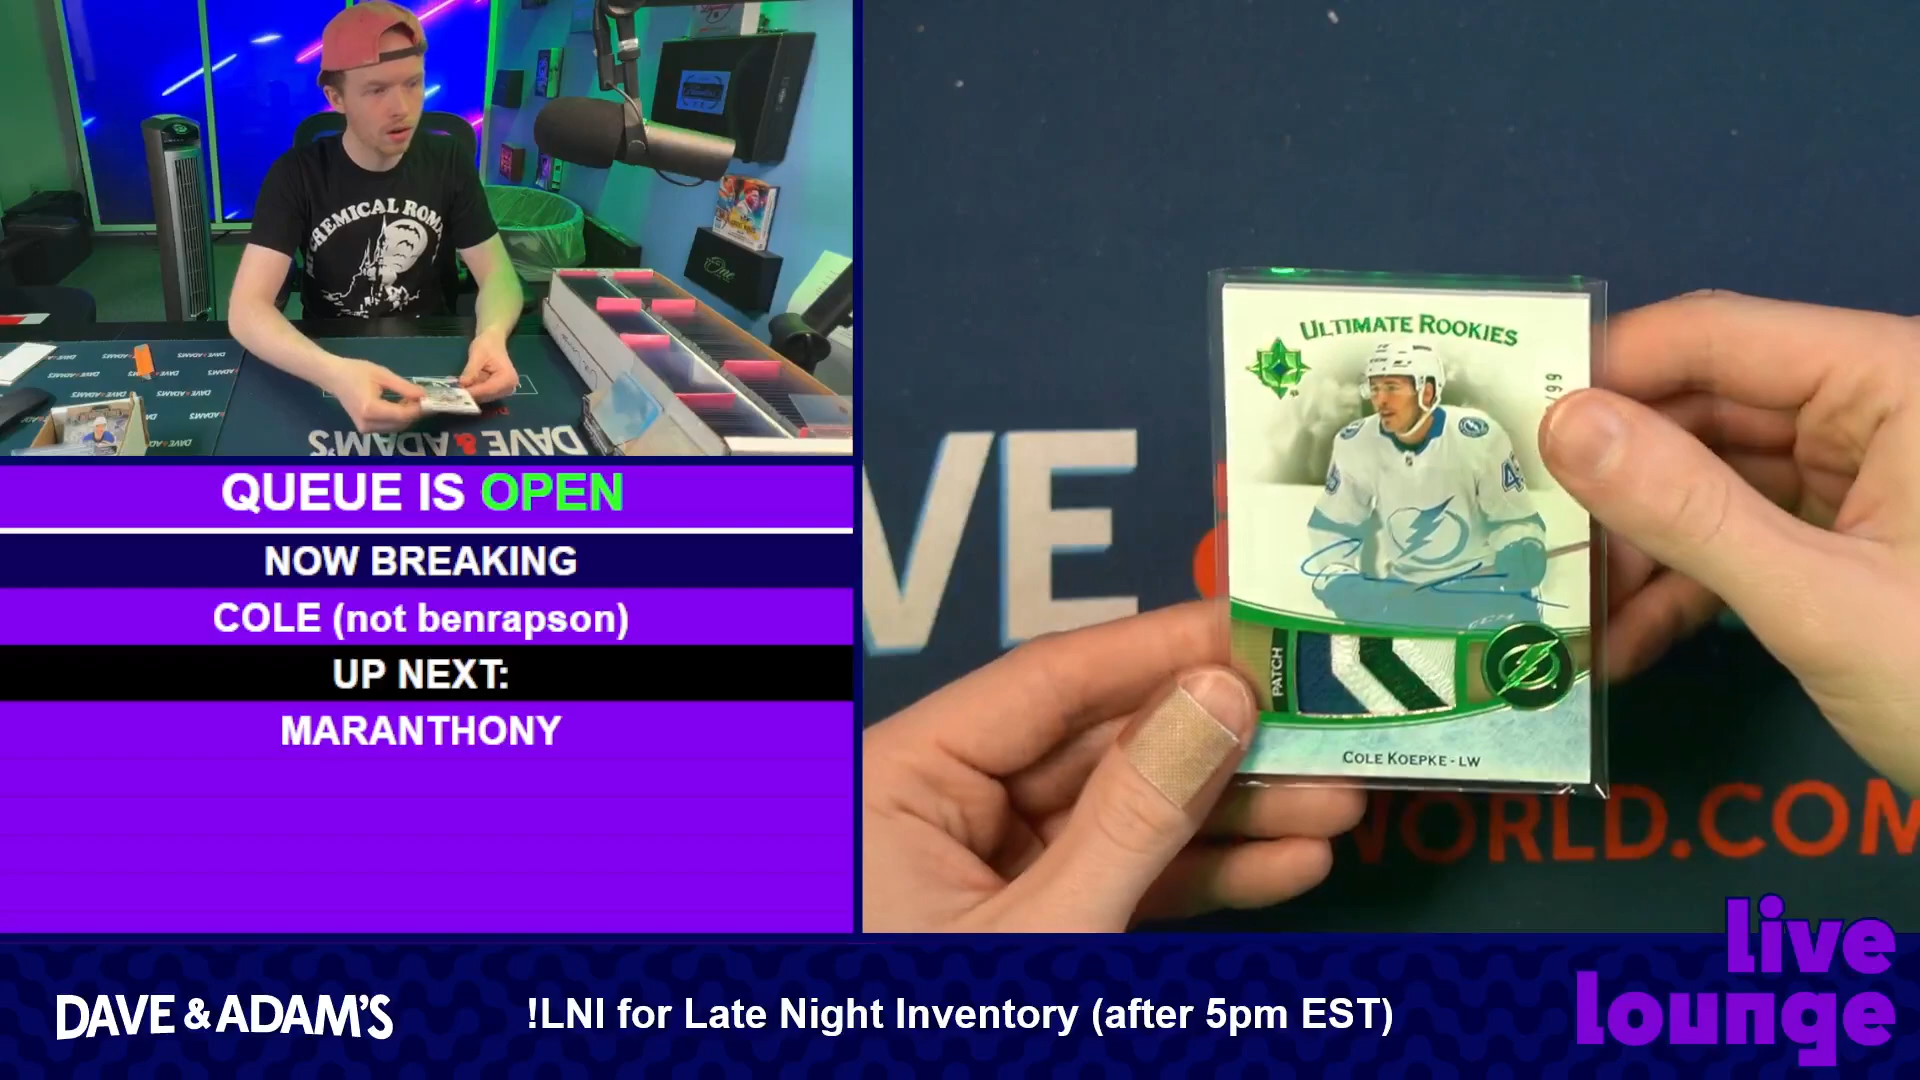 QUEUE IS OPEN
NOW BREAKING
COLE (not benrapson)
UP NEXT:
MARANTHONY
DAVE & ADAM'S
!LNI for Late Night Inventory (after 5pm EST)
live
lounge
ULTIMATE ROOKIES
/99
PATCH
COLE KOEPKE - LW
VE
WORLD.COM
DAVE & ADAM'S